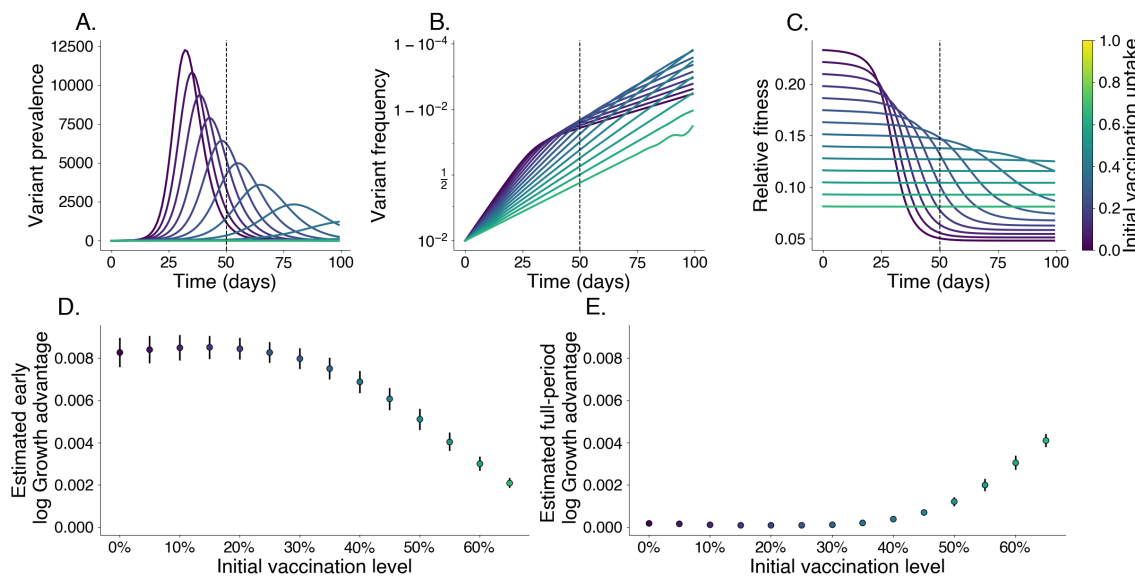 A.
B.
C.
Variant prevalence
12500
10000
7500
5000
2500
0
0 25 50 75 100
Time (days)
Variant frequency
1 − 10⁻⁴
1 − 10⁻²
1/2
10⁻²
0 25 50 75 100
Time (days)
Relative fitness
0.20
0.15
0.10
0.05
0 25 50 75 100
Time (days)
1.0
0.8
0.6
0.4
0.2
0.0
Initial vaccination uptake
D.
E.
Estimated early
log Growth advantage
0.008
0.006
0.004
0.002
0.000
0% 10% 20% 30% 40% 50% 60%
Initial vaccination level
Estimated full-period
log Growth advantage
0.008
0.006
0.004
0.002
0.000
0% 10% 20% 30% 40% 50% 60%
Initial vaccination level